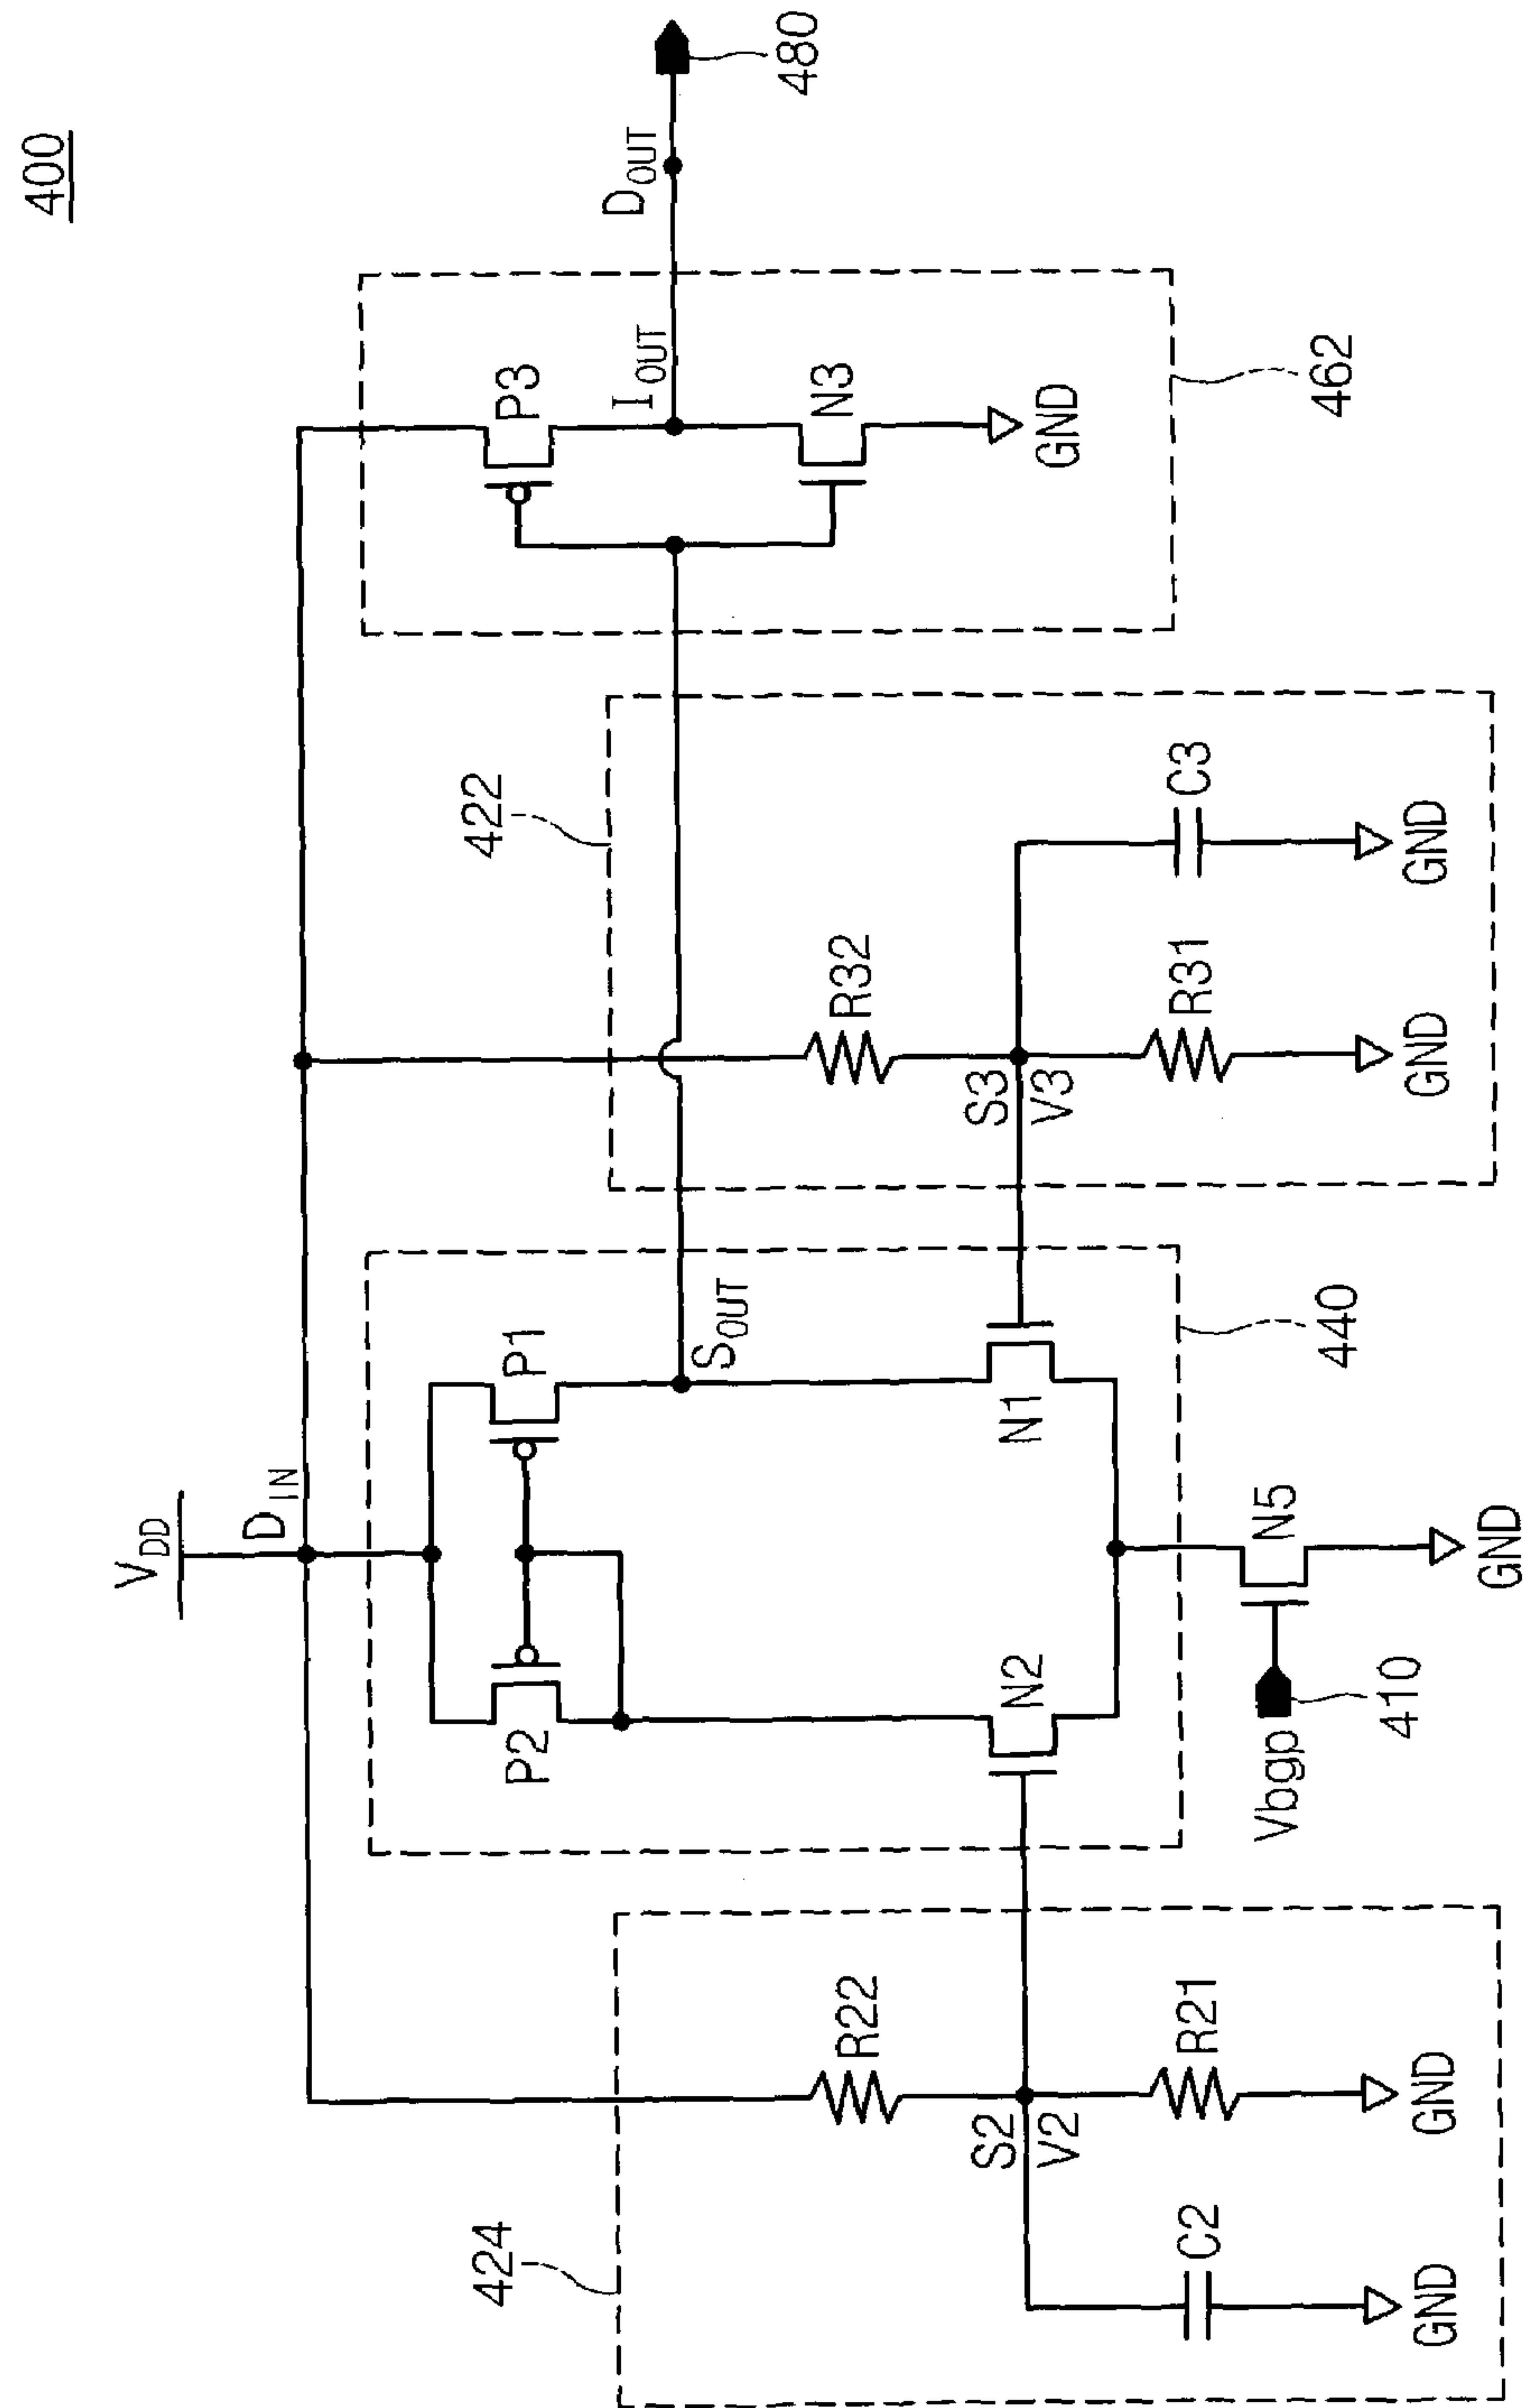 400
V_DD
D_IN
424
R22
S2
V2
R21
C2
GND
GND
P2
P1
S_OUT
N2
N1
440
Vbgp
410
N5
GND
422
R32
S3
V3
R31
C3
GND
GND
P3
I_OUT
N3
GND
462
D_OUT
480